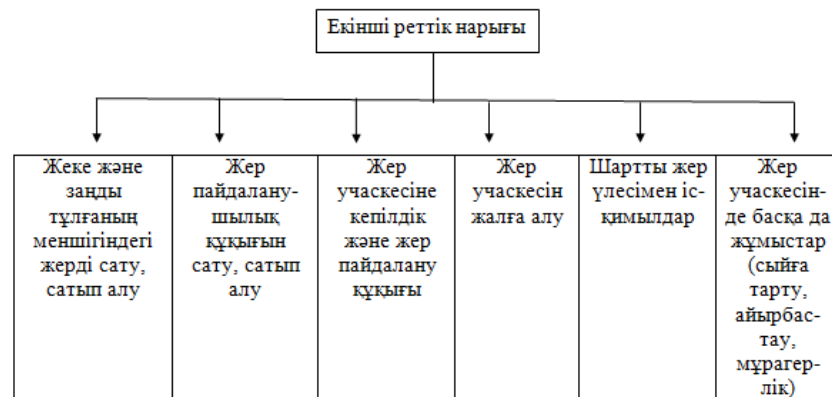 Екінші реттік нарығы
Жеке және
заңды
тұлғаның
меншігіндегі
жерді сату,
сатып алу
Жер
пайдалану-
шылық
құқығын
сату, сатып
алу
Жер
учаскесіне
кепілдік
және жер
пайдалану
құқығы
Жер
учаскесін
жалға алу
Шартты жер
үлесімен іс-
қимылдар
Жер
учаскесін-
де басқа да
жұмыстар
(сыйға
тарту,
айырбас-
тау,
мұрагер-
лік)